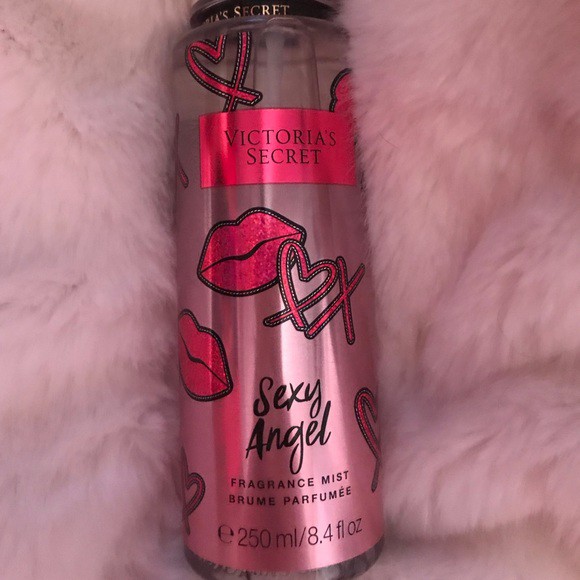 VICTORIA'S SECRET
VICTORIA'S
SECRET
Sexy
Angel
FRAGRANCE MIST
BRUME PARFUMÉE
℮ 250 ml/8.4 fl oz